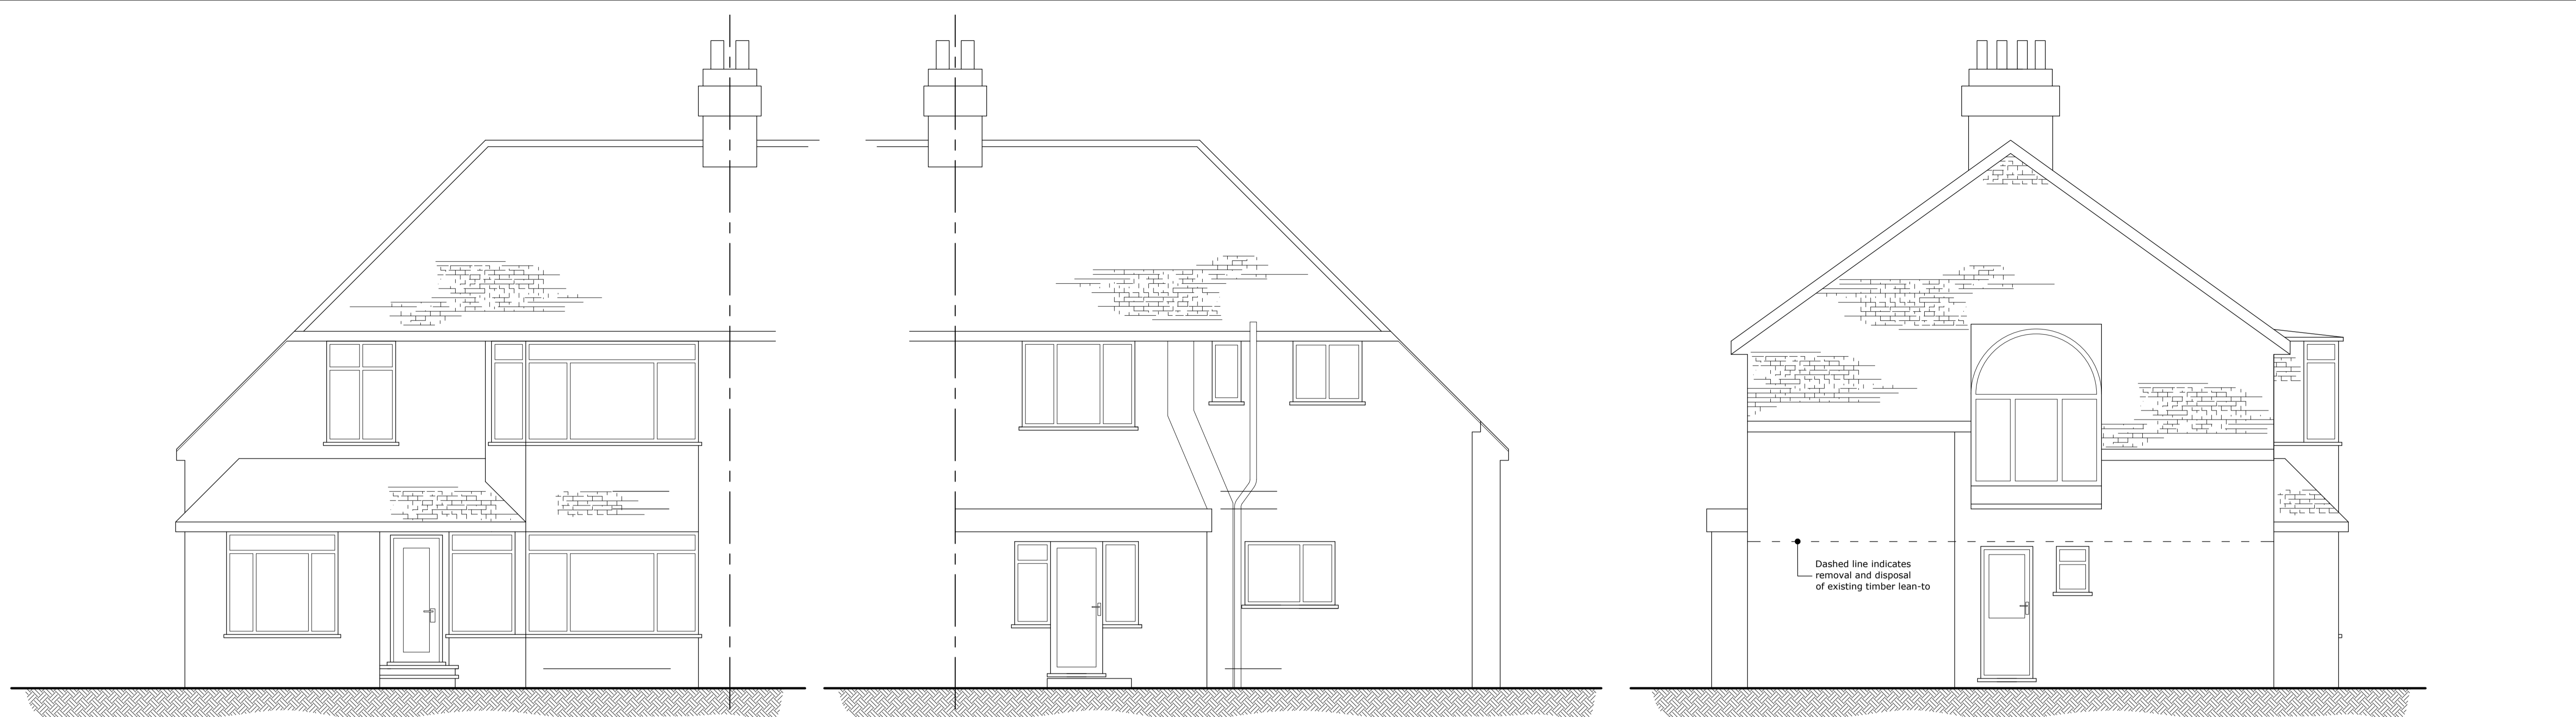 Dashed line indicates
removal and disposal
of existing timber lean-to